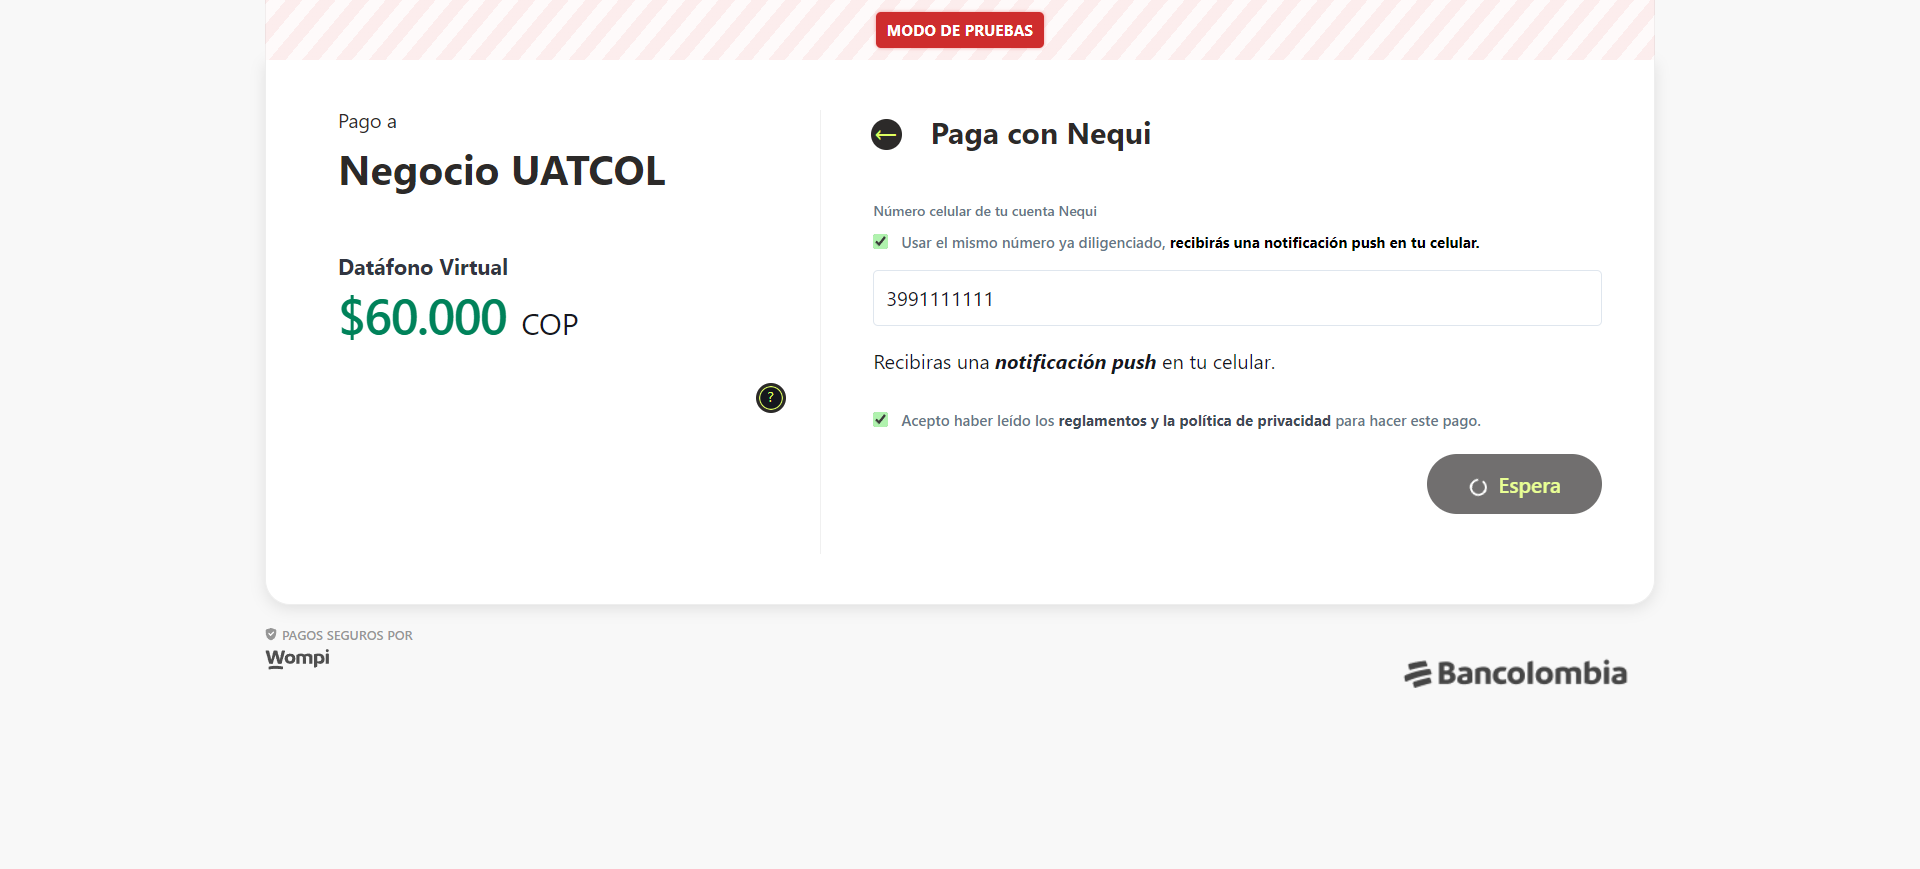 MODO DE PRUEBAS
Pago a
Negocio UATCOL
Datáfono Virtual
$60.000 COP
?
Paga con Nequi
Número celular de tu cuenta Nequi
Usar el mismo número ya diligenciado, recibirás una notificación push en tu celular.
3991111111
Recibiras una notificación push en tu celular.
Acepto haber leído los reglamentos y la política de privacidad para hacer este pago.
Espera
PAGOS SEGUROS POR
Wompi
Bancolombia